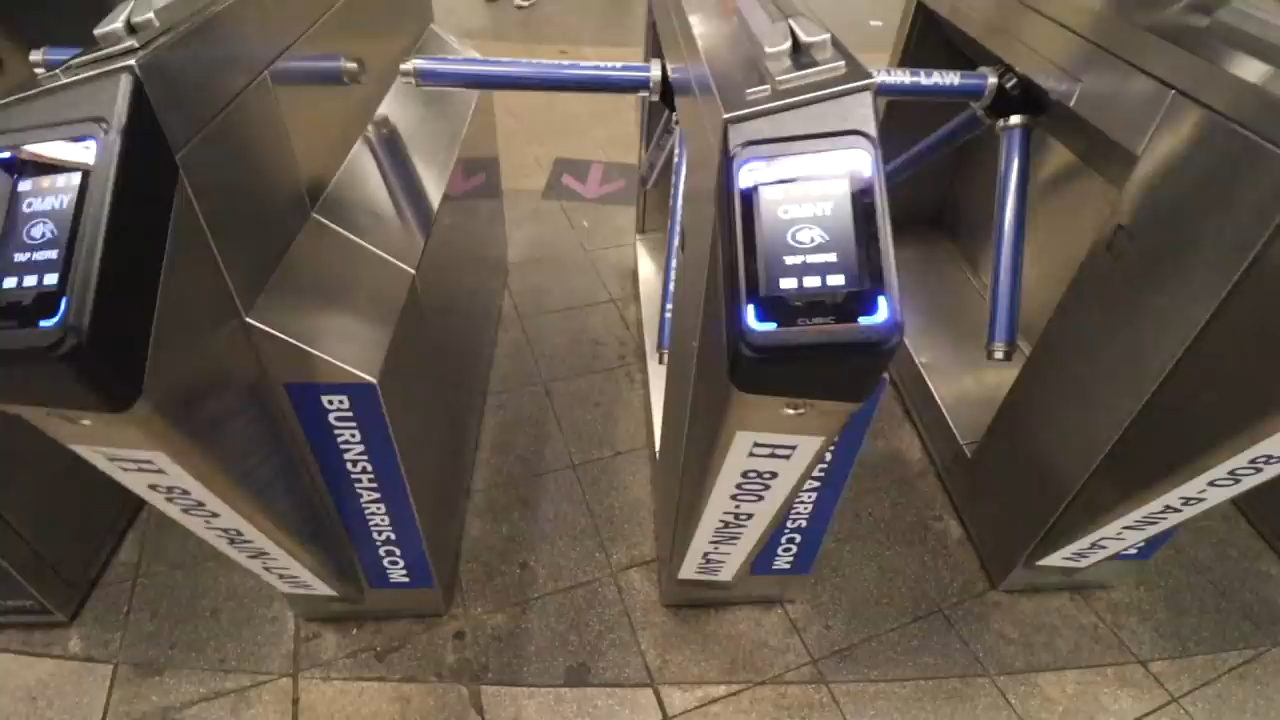 PAIN-LAW
OMNY
TAP HERE
OMNY
TAP HERE
CUBIC
BURNSHARRIS.COM
H 800-PAIN-LAW
H 800-PAIN-LAW
HARRIS.COM
800-PAIN-LAW